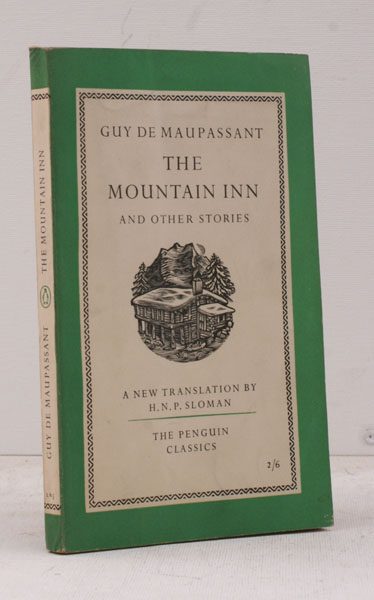 GUY DE MAUPASSANT
THE
MOUNTAIN INN
AND OTHER STORIES
A NEW TRANSLATION BY
H.N.P. SLOMAN
THE PENGUIN
CLASSICS
2/6
GUY DE MAUPASSANT THE MOUNTAIN INN